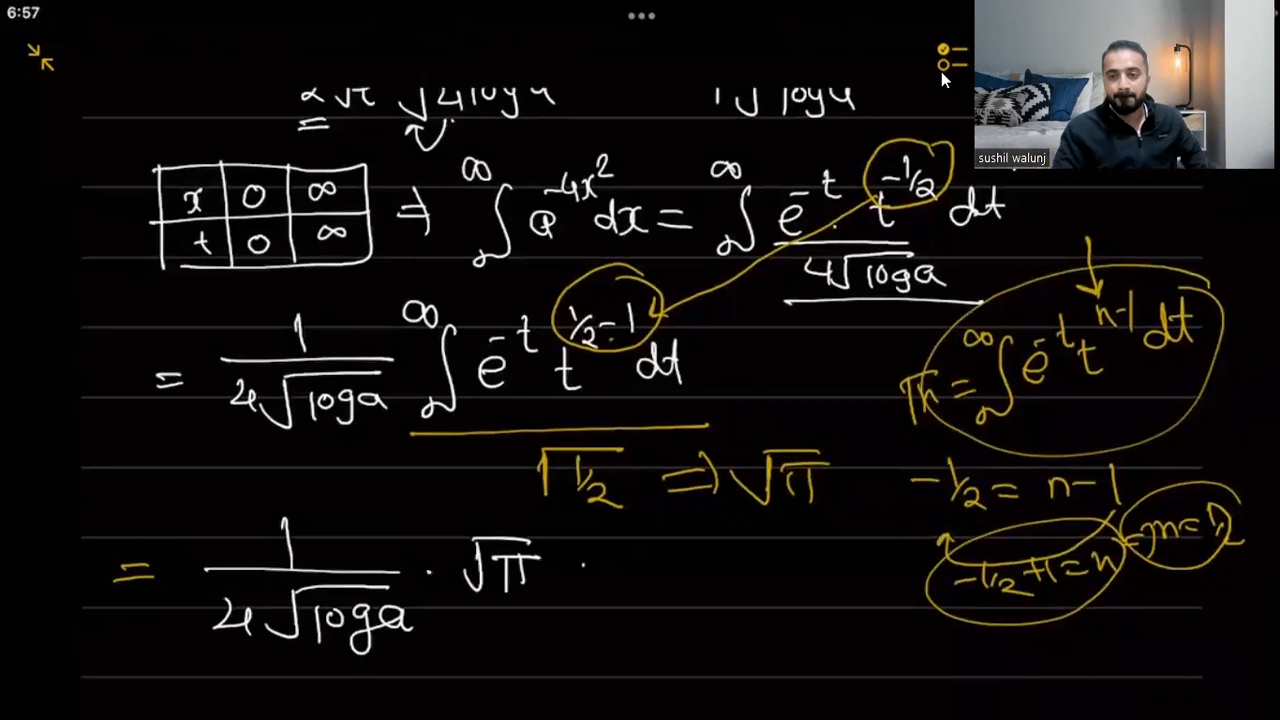 6:57
sushil walunj
x 0 ∞
t 0 ∞
⇒ ∫₀^∞ a^{-4x²} dx = ∫₀^∞ e^{-t} · t^{-1/2} / 4√loga dt
= 1 / 4√loga ∫₀^∞ e^{-t} t^{1/2-1} dt
Γn = ∫₀^∞ e^{-t} t^{n-1} dt
Γ1/2 ⇒ √π
-1/2 = n-1
-1/2 + 1 = n
n = 1/2
= 1 / 4√loga · √π ·